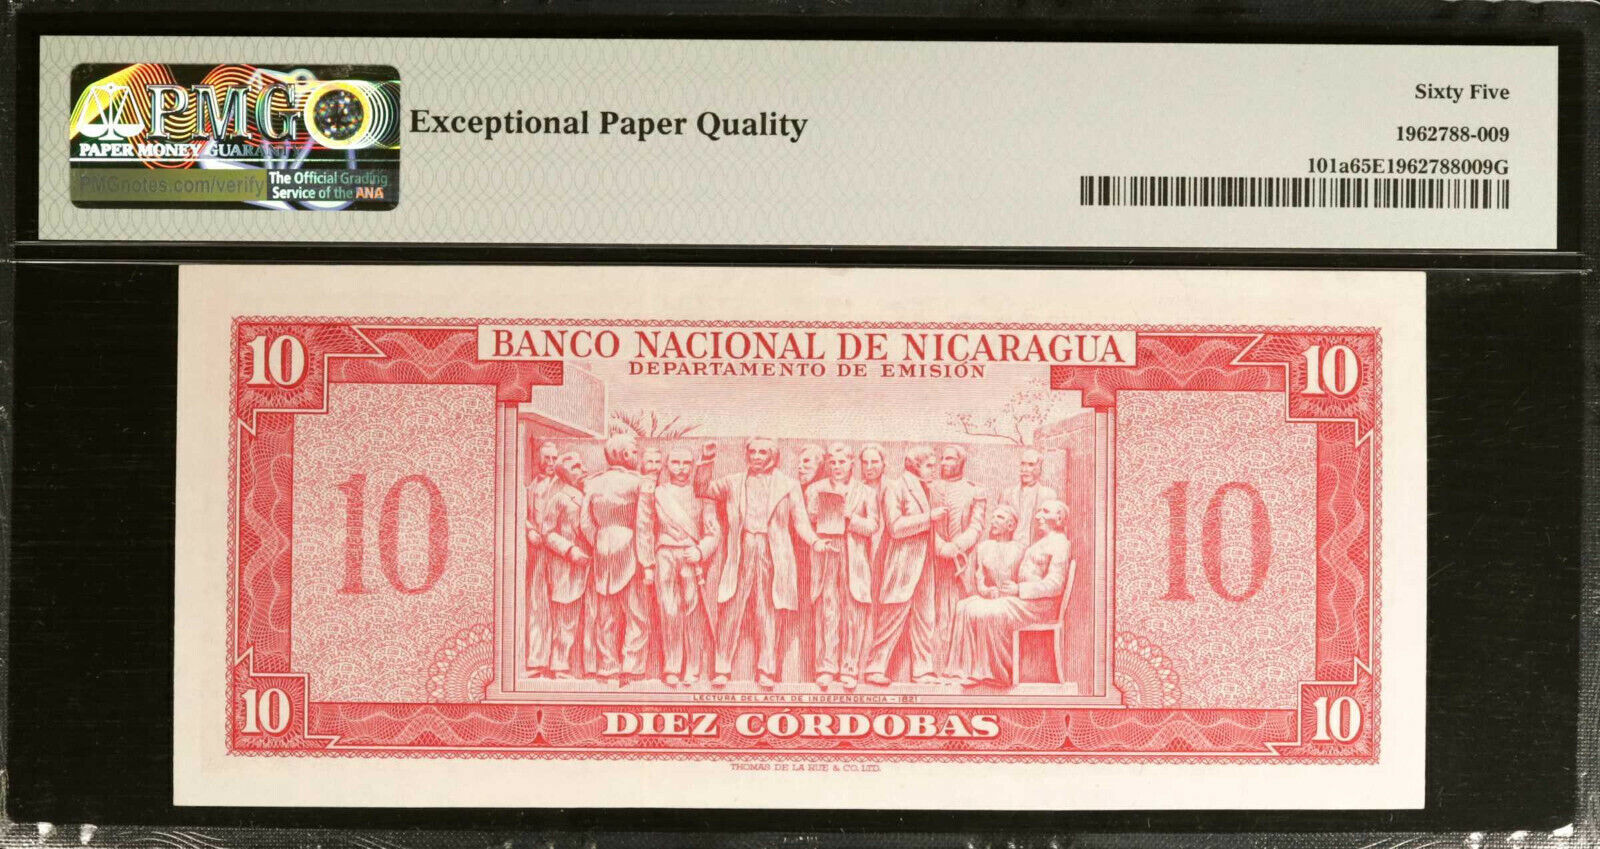 PMG
PAPER MONEY GUARANTY
PMGnotes.com/verify
The Official Grading
Service of the ANA
Exceptional Paper Quality
Sixty Five
1962788-009
101a65E1962788009G
10
BANCO NACIONAL DE NICARAGUA
10
DEPARTAMENTO DE EMISIÓN
10
10
LECTURA DEL ACTA DE INDEPENDENCIA - 1821
10
DIEZ CÓRDOBAS
10
THOMAS DE LA RUE & CO. LTD.